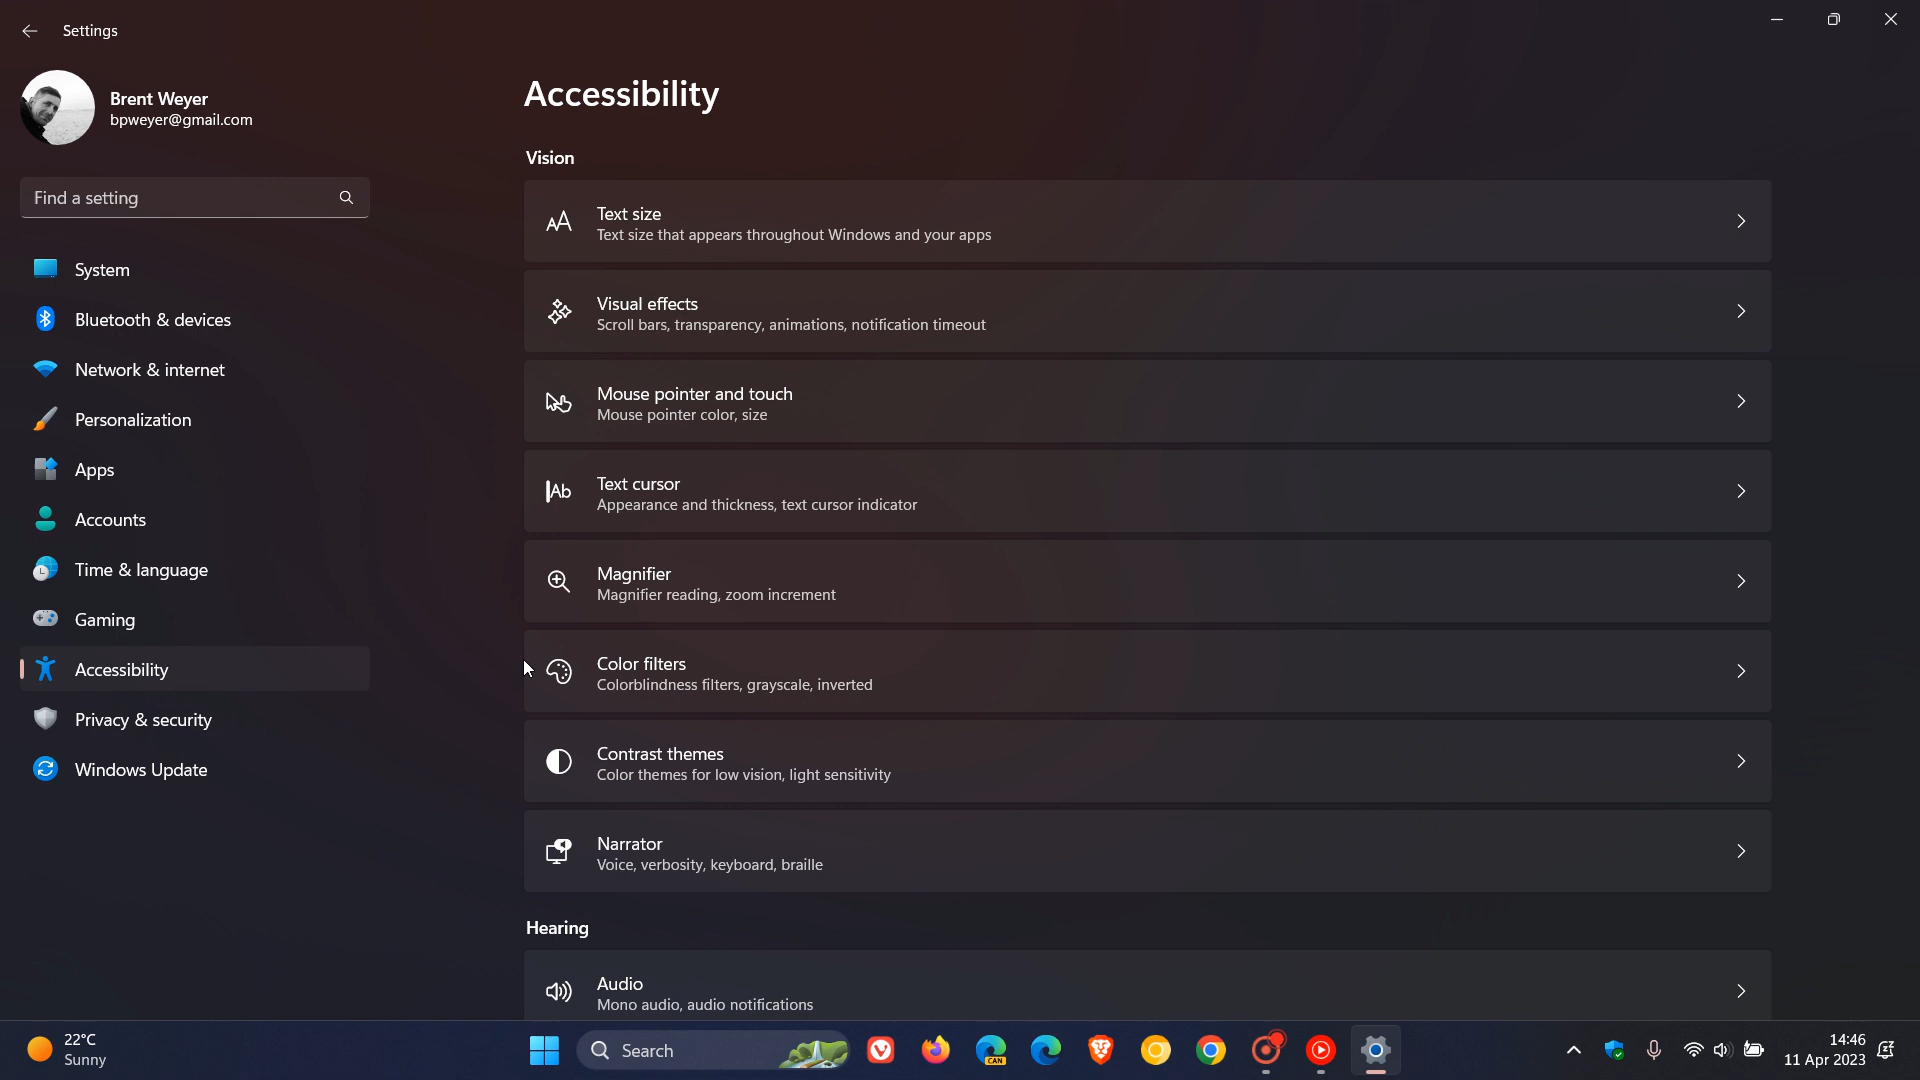 Settings
Brent Weyer
bpweyer@gmail.com
Find a setting
System
Bluetooth & devices
Network & internet
Personalization
Apps
Accounts
Time & language
Gaming
Accessibility
Privacy & security
Windows Update
Accessibility
Vision
Text size
Text size that appears throughout Windows and your apps
Visual effects
Scroll bars, transparency, animations, notification timeout
Mouse pointer and touch
Mouse pointer color, size
Text cursor
Appearance and thickness, text cursor indicator
Magnifier
Magnifier reading, zoom increment
Color filters
Colorblindness filters, grayscale, inverted
Contrast themes
Color themes for low vision, light sensitivity
Narrator
Voice, verbosity, keyboard, braille
Hearing
Audio
Mono audio, audio notifications
22°C
Sunny
Search
CAN
14:46
11 Apr 2023